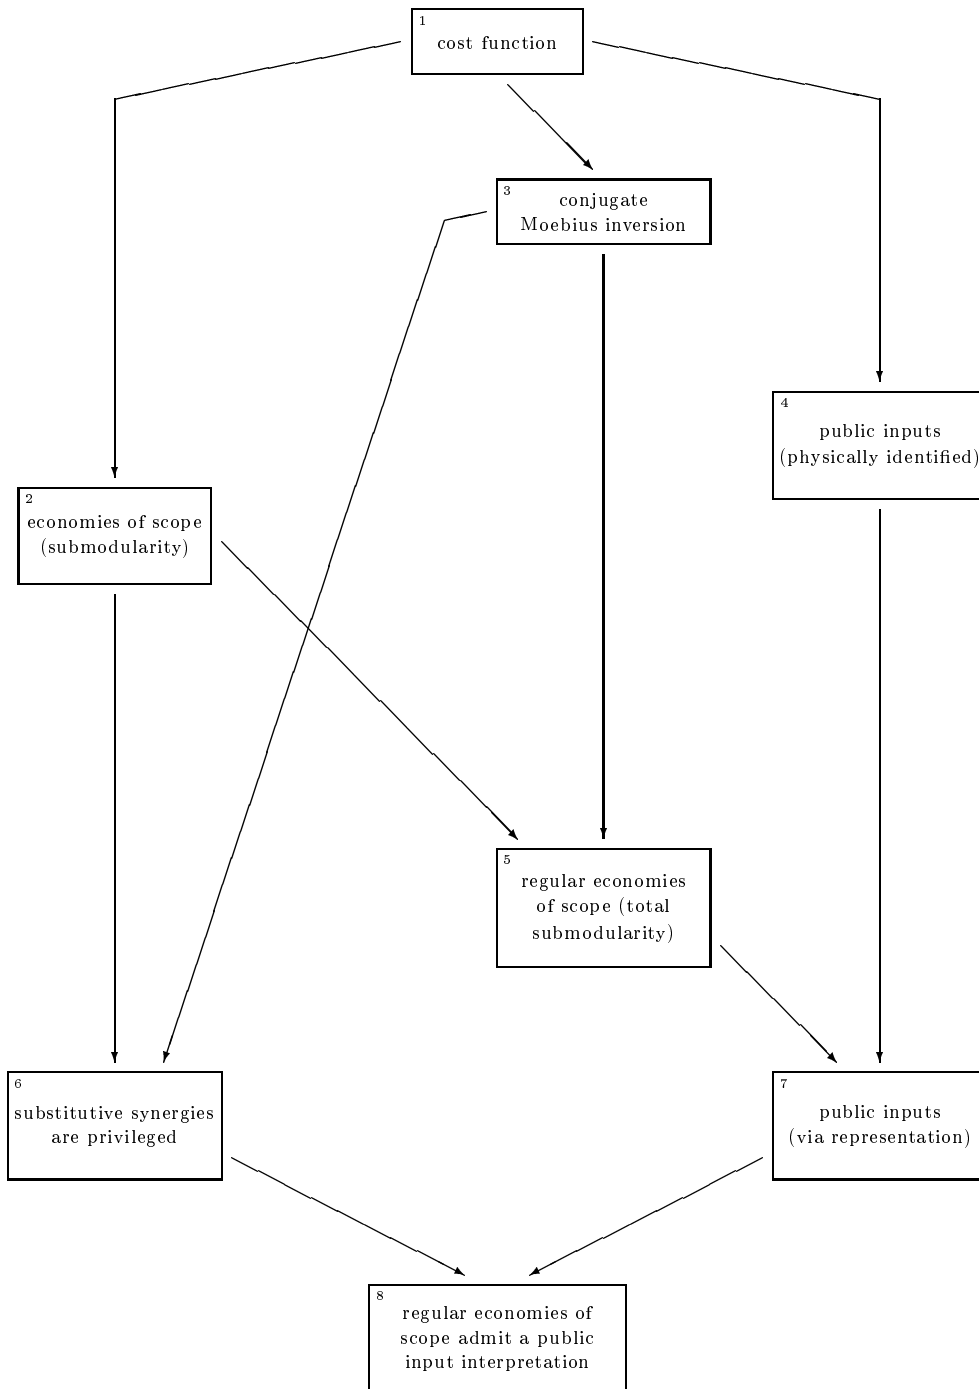 1
cost function
3
conjugate
Moebius inversion
4
public inputs
(physically identified)
2
economies of scope
(submodularity)
5
regular economies
of scope (total
submodularity)
6
substitutive synergies
are privileged
7
public inputs
(via representation)
8
regular economies of
scope admit a public
input interpretation